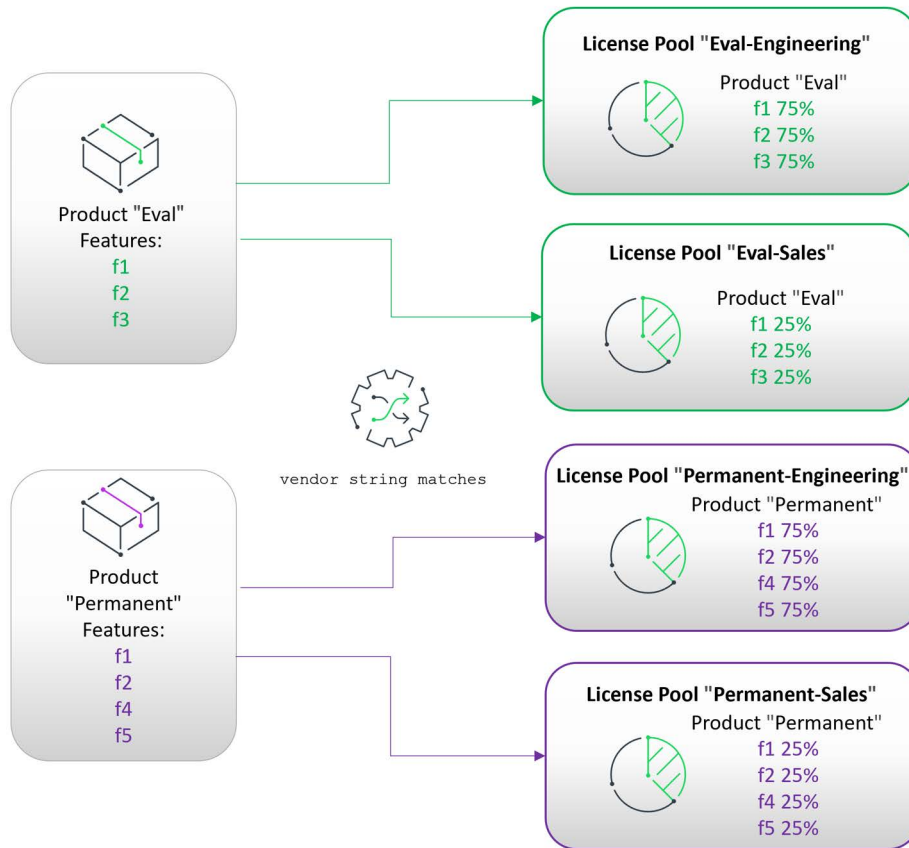 Product "Eval"
Features:
f1
f2
f3
License Pool "Eval-Engineering"
Product "Eval"
f1 75%
f2 75%
f3 75%
License Pool "Eval-Sales"
Product "Eval"
f1 25%
f2 25%
f3 25%
vendor string matches
Product
"Permanent"
Features:
f1
f2
f4
f5
License Pool "Permanent-Engineering"
Product "Permanent"
f1 75%
f2 75%
f4 75%
f5 75%
License Pool "Permanent-Sales"
Product "Permanent"
f1 25%
f2 25%
f4 25%
f5 25%